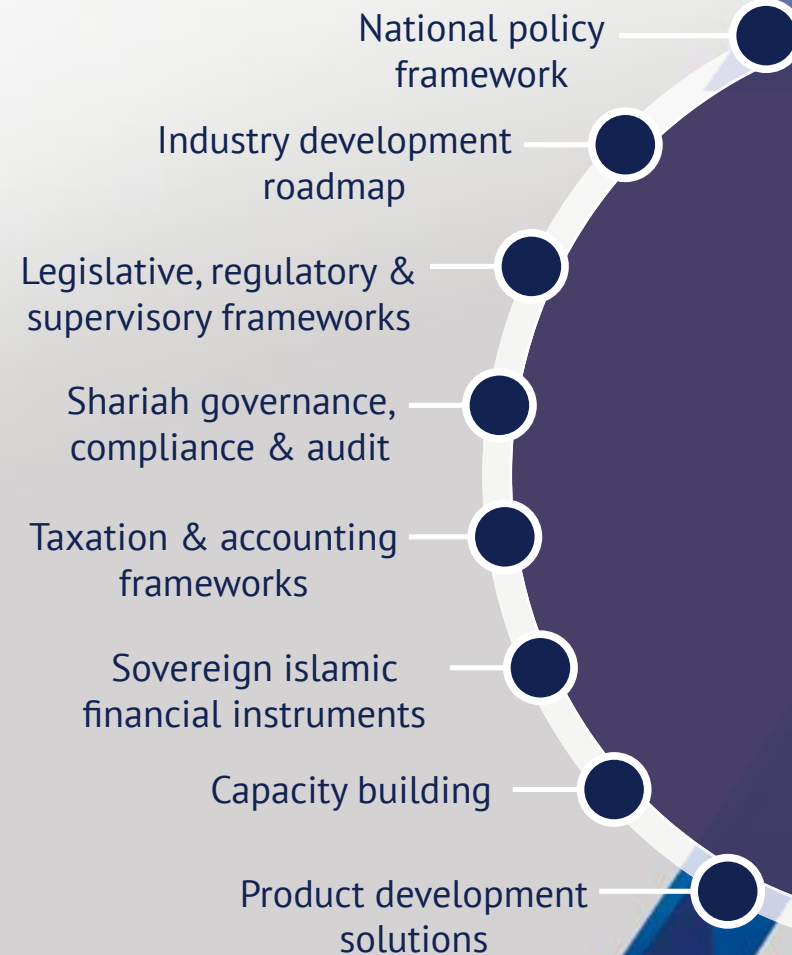 National policy
framework
Industry development
roadmap
Legislative, regulatory &
supervisory frameworks
Shariah governance,
compliance & audit
Taxation & accounting
frameworks
Sovereign islamic
financial instruments
Capacity building
Product development
solutions